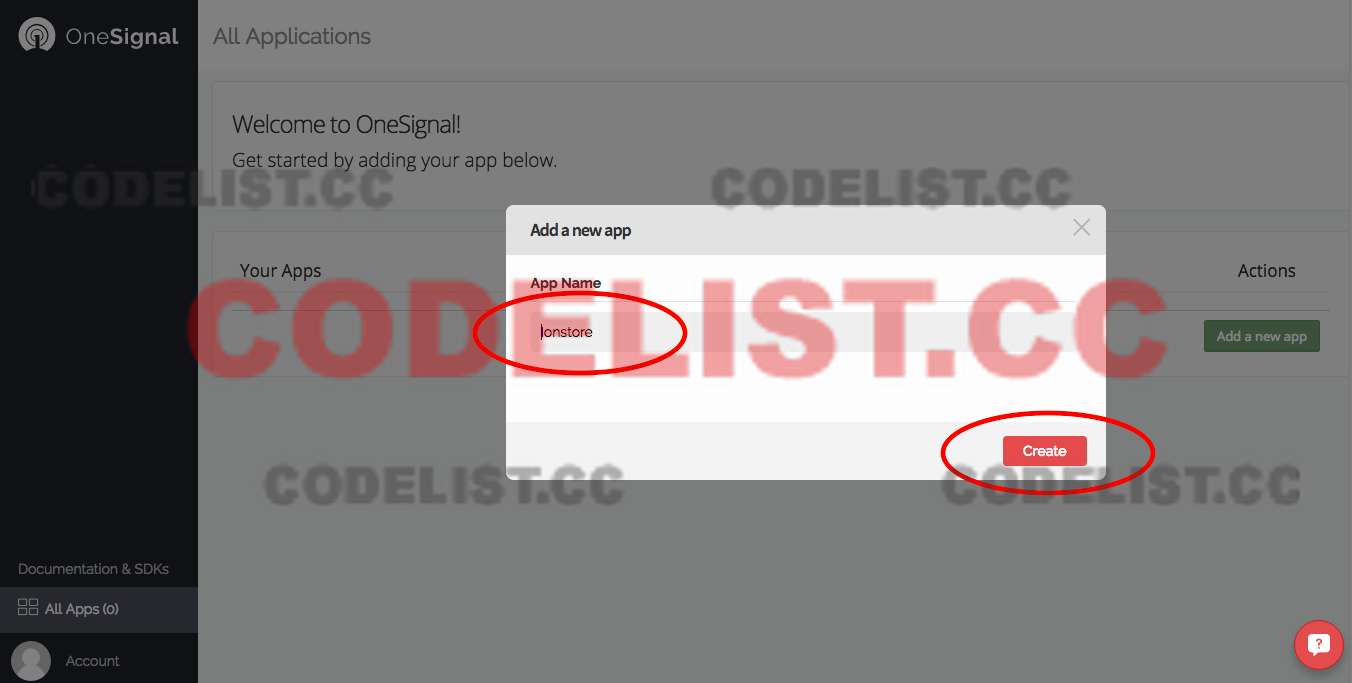 OneSignal
All Applications
Welcome to OneSignal!
Get started by adding your app below.
CODELIST.CC
CODELIST.CC
Add a new app
Your Apps
Actions
App Name
CODELIST.CC
ionstore
Add a new app
Create
CODELIST.CC
CODELIST.CC
Documentation & SDKs
All Apps (0)
Account
?